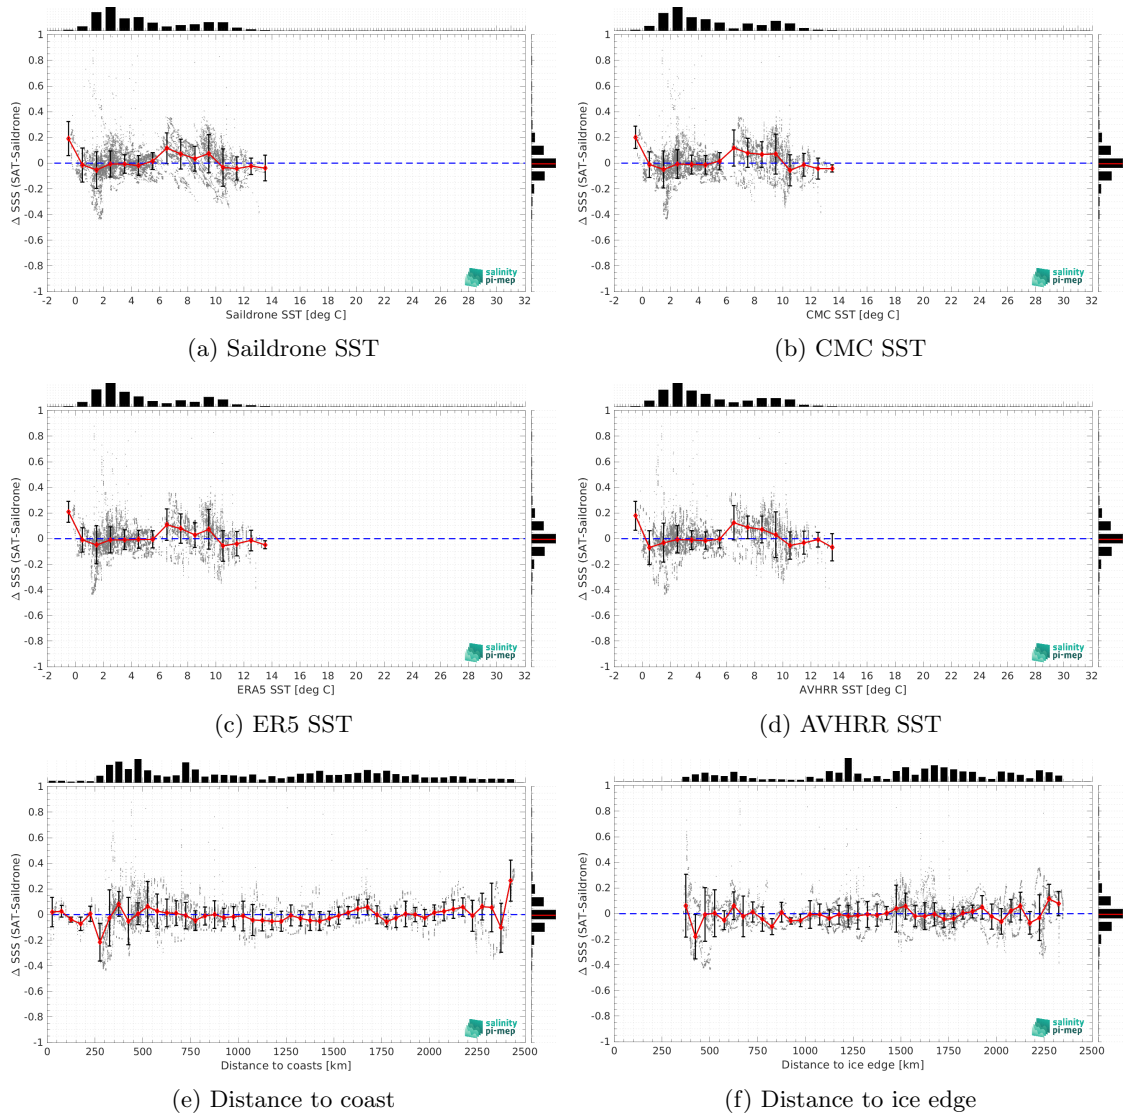 1
0.8
0.6
0.4
0.2
0
-0.2
-0.4
-0.6
-0.8
-1
Δ SSS (SAT-Saildrone)
salinity
pi-mep
-2 0 2 4 6 8 10 12 14 16 18 20 22 24 26 28 30 32
Saildrone SST [deg C]
(a) Saildrone SST
1
0.8
0.6
0.4
0.2
0
-0.2
-0.4
-0.6
-0.8
-1
Δ SSS (SAT-Saildrone)
salinity
pi-mep
-2 0 2 4 6 8 10 12 14 16 18 20 22 24 26 28 30 32
CMC SST [deg C]
(b) CMC SST
1
0.8
0.6
0.4
0.2
0
-0.2
-0.4
-0.6
-0.8
-1
Δ SSS (SAT-Saildrone)
salinity
pi-mep
-2 0 2 4 6 8 10 12 14 16 18 20 22 24 26 28 30 32
ERA5 SST [deg C]
(c) ER5 SST
1
0.8
0.6
0.4
0.2
0
-0.2
-0.4
-0.6
-0.8
-1
Δ SSS (SAT-Saildrone)
salinity
pi-mep
-2 0 2 4 6 8 10 12 14 16 18 20 22 24 26 28 30 32
AVHRR SST [deg C]
(d) AVHRR SST
1
0.8
0.6
0.4
0.2
0
-0.2
-0.4
-0.6
-0.8
-1
Δ SSS (SAT-Saildrone)
salinity
pi-mep
0 250 500 750 1000 1250 1500 1750 2000 2250 2500
Distance to coasts [km]
(e) Distance to coast
1
0.8
0.6
0.4
0.2
0
-0.2
-0.4
-0.6
-0.8
-1
Δ SSS (SAT-Saildrone)
salinity
pi-mep
0 250 500 750 1000 1250 1500 1750 2000 2250 2500
Distance to ice edge [km]
(f) Distance to ice edge